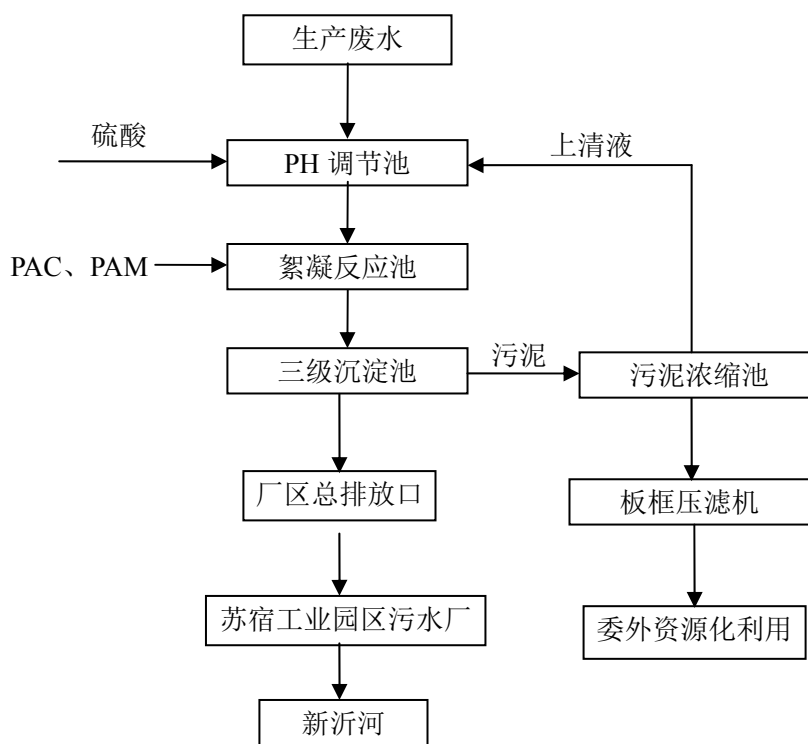 生产废水
硫酸
PH 调节池
上清液
PAC、PAM
絮凝反应池
三级沉淀池
污泥
污泥浓缩池
厂区总排放口
板框压滤机
苏宿工业园区污水厂
委外资源化利用
新沂河